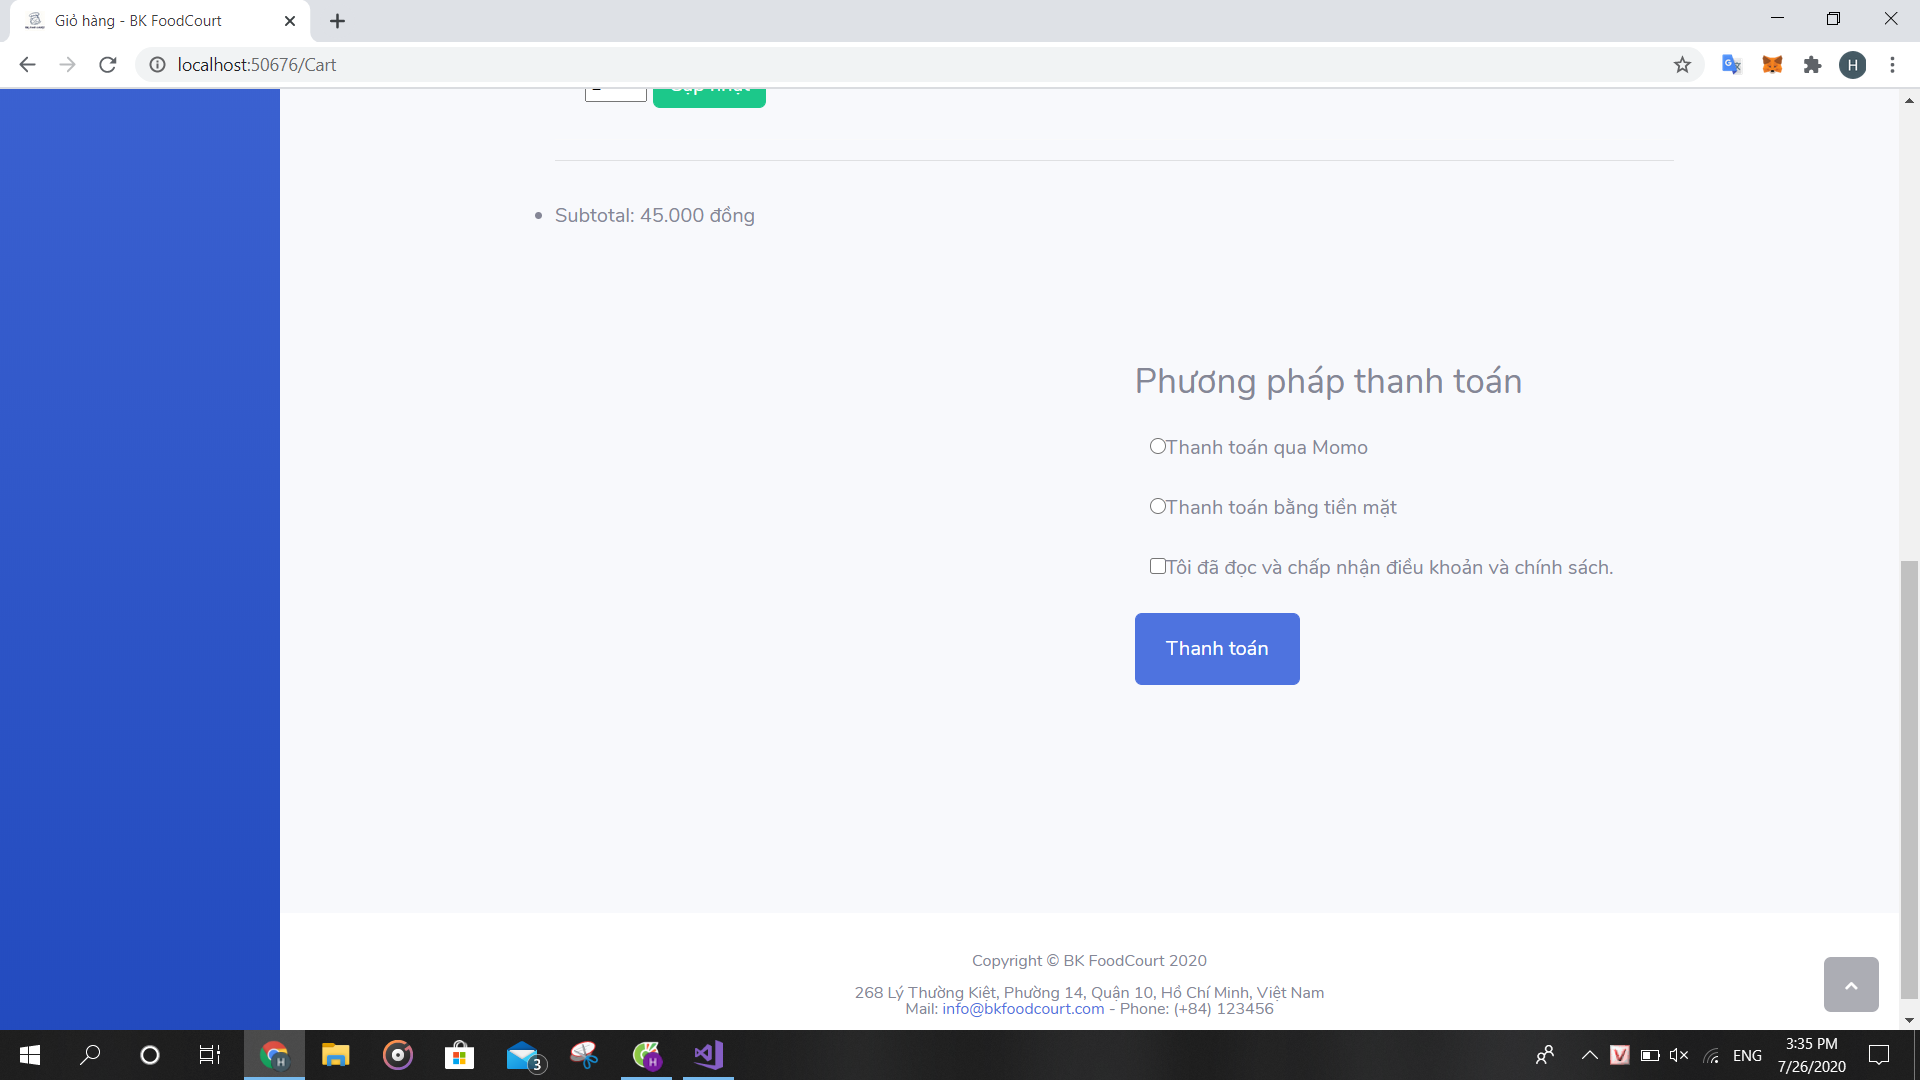 Giỏ hàng - BK FoodCourt
localhost:50676/Cart
H
Cập nhật
Subtotal: 45.000 đồng
Phương pháp thanh toán
Thanh toán qua Momo
Thanh toán bằng tiền mặt
Tôi đã đọc và chấp nhận điều khoản và chính sách.
Thanh toán
Copyright © BK FoodCourt 2020
268 Lý Thường Kiệt, Phường 14, Quận 10, Hồ Chí Minh, Việt Nam
Mail: info@bkfoodcourt.com - Phone: (+84) 123456
3
ENG
3:35 PM
7/26/2020